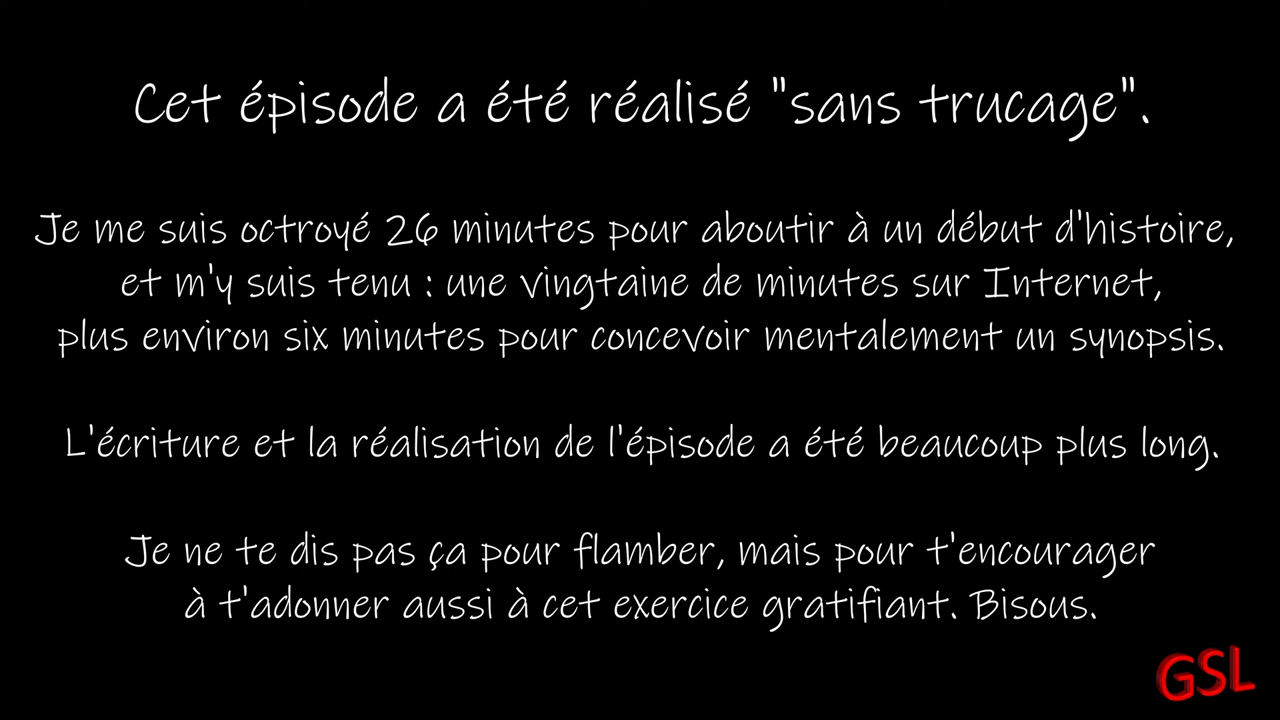 Cet épisode a été réalisé "sans trucage".
Je me suis octroyé 26 minutes pour aboutir à un début d'histoire,
et m'y suis tenu : une vingtaine de minutes sur Internet,
plus environ six minutes pour concevoir mentalement un synopsis.
L'écriture et la réalisation de l'épisode a été beaucoup plus long.
Je ne te dis pas ça pour flamber, mais pour t'encourager
à t'adonner aussi à cet exercice gratifiant. Bisous.
GSL